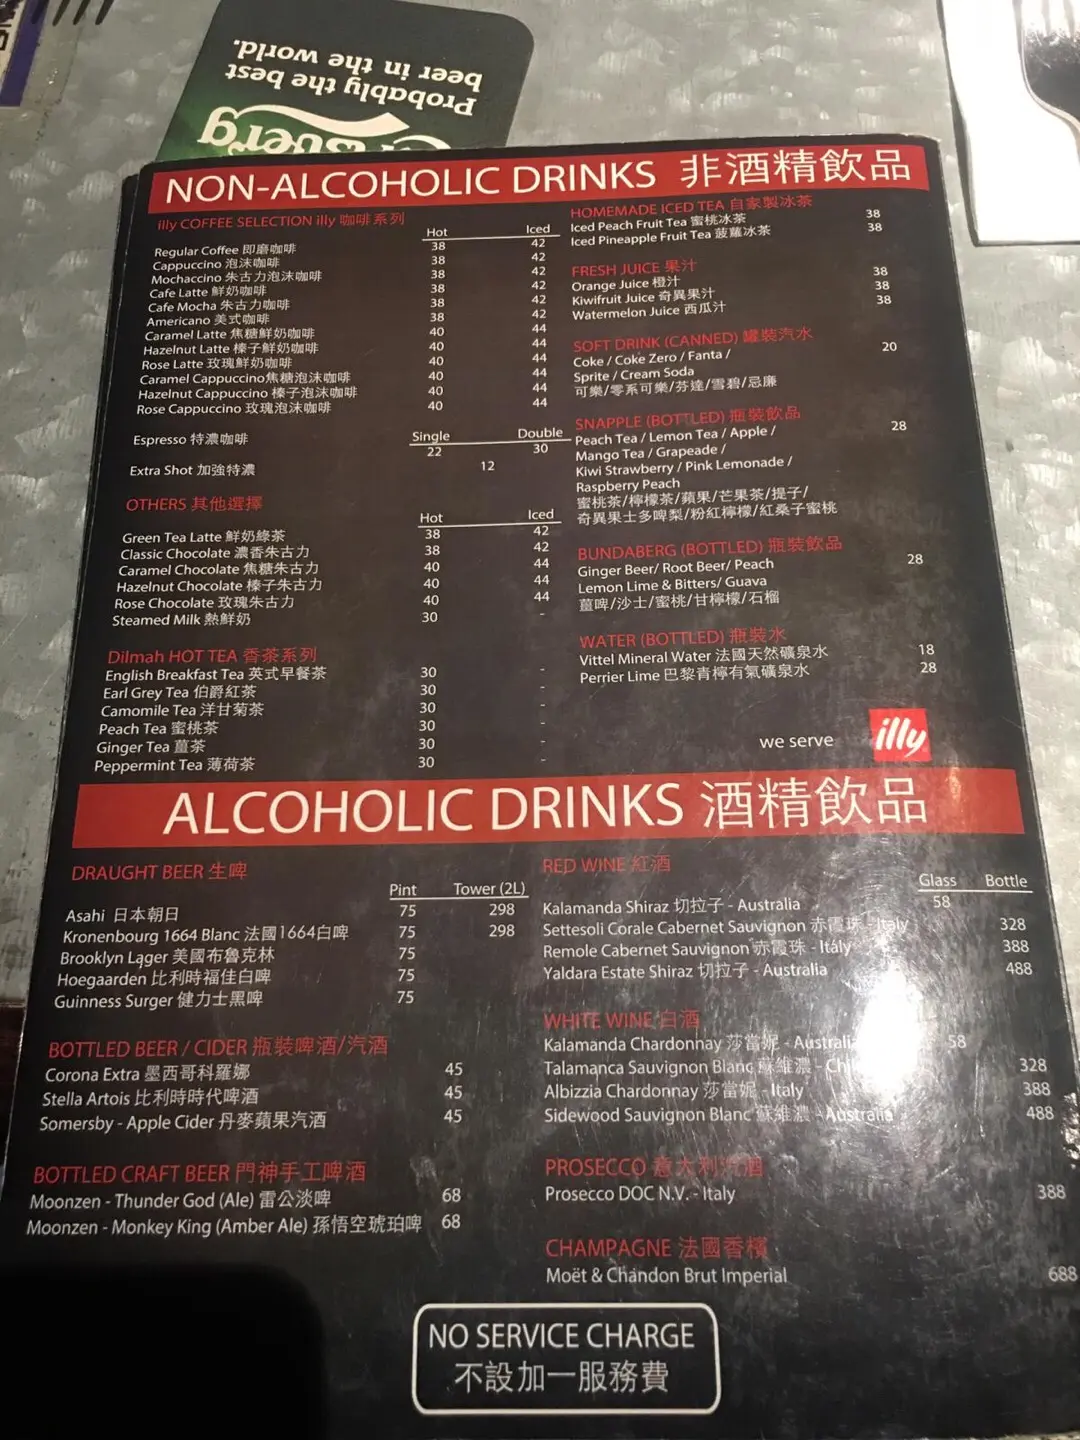 Probably the best
beer in the world.
NON-ALCOHOLIC DRINKS 非酒精飲品
illy COFFEE SELECTION illy 咖啡系列
Hot Iced
Regular Coffee 即磨咖啡 38 42
Cappuccino 泡沫咖啡 38 42
Mochaccino 朱古力泡沫咖啡 38 42
Cafe Latte 鮮奶咖啡 38 42
Cafe Mocha 朱古力咖啡 38 42
Americano 美式咖啡 38 42
Caramel Latte 焦糖鮮奶咖啡 40 44
Hazelnut Latte 榛子鮮奶咖啡 40 44
Rose Latte 玫瑰鮮奶咖啡 40 44
Caramel Cappuccino焦糖泡沫咖啡 40 44
Hazelnut Cappuccino 榛子泡沫咖啡 40 44
Rose Cappuccino 玫瑰泡沫咖啡 40 44
Single Double
Espresso 特濃咖啡 22 30
Extra Shot 加強特濃 12
OTHERS 其他選擇
Hot Iced
Green Tea Latte 鮮奶綠茶 38 42
Classic Chocolate 濃香朱古力 38 42
Caramel Chocolate 焦糖朱古力 40 44
Hazelnut Chocolate 榛子朱古力 40 44
Rose Chocolate 玫瑰朱古力 40 44
Steamed Milk 熱鮮奶 30 -
Dilmah HOT TEA 香茶系列
English Breakfast Tea 英式早餐茶 30 -
Earl Grey Tea 伯爵紅茶 30 -
Camomile Tea 洋甘菊茶 30 -
Peach Tea 蜜桃茶 30 -
Ginger Tea 薑茶 30 -
Peppermint Tea 薄荷茶 30 -
HOMEMADE ICED TEA 自家製冰茶
Iced Peach Fruit Tea 蜜桃冰茶 38
Iced Pineapple Fruit Tea 菠蘿冰茶 38
FRESH JUICE 果汁
Orange Juice 橙汁 38
Kiwifruit Juice 奇異果汁 38
Watermelon Juice 西瓜汁 38
SOFT DRINK (CANNED) 罐裝汽水
Coke / Coke Zero / Fanta / 20
Sprite / Cream Soda
可樂/零系可樂/芬達/雪碧/忌廉
SNAPPLE (BOTTLED) 瓶裝飲品
Peach Tea / Lemon Tea / Apple / 28
Mango Tea / Grapeade /
Kiwi Strawberry / Pink Lemonade /
Raspberry Peach
蜜桃茶/檸檬茶/蘋果/芒果茶/提子/
奇異果士多啤梨/粉紅檸檬/紅桑子蜜桃
BUNDABERG (BOTTLED) 瓶裝飲品
Ginger Beer/ Root Beer/ Peach 28
Lemon Lime & Bitters/ Guava
薑啤/沙士/蜜桃/甘檸檬/石榴
WATER (BOTTLED) 瓶裝水
Vittel Mineral Water 法國天然礦泉水 18
Perrier Lime 巴黎青檸有氣礦泉水 28
we serve illy
ALCOHOLIC DRINKS 酒精飲品
DRAUGHT BEER 生啤
Pint Tower (2L)
Asahi 日本朝日 75 298
Kronenbourg 1664 Blanc 法國1664白啤 75 298
Brooklyn Lager 美國布魯克林 75
Hoegaarden 比利時福佳白啤 75
Guinness Surger 健力士黑啤 75
BOTTLED BEER / CIDER 瓶裝啤酒/汽酒
Corona Extra 墨西哥科羅娜 45
Stella Artois 比利時時代啤酒 45
Somersby - Apple Cider 丹麥蘋果汽酒 45
BOTTLED CRAFT BEER 門神手工啤酒
Moonzen - Thunder God (Ale) 雷公淡啤 68
Moonzen - Monkey King (Amber Ale) 孫悟空琥珀啤 68
RED WINE 紅酒
Glass Bottle
Kalamanda Shiraz 切拉子 - Australia 58
Settesoli Corale Cabernet Sauvignon 赤霞珠 - Italy 328
Remole Cabernet Sauvignon 赤霞珠 - Italy 388
Yaldara Estate Shiraz 切拉子 - Australia 488
WHITE WINE 白酒
Kalamanda Chardonnay 莎當妮 - Australia 58
Talamanca Sauvignon Blanc 蘇維濃 - 328
Albizzia Chardonnay 莎當妮 - Italy 388
Sidewood Sauvignon Blanc 蘇維濃 - Australia 488
PROSECCO 意大利汽酒
Prosecco DOC N.V. - Italy 388
CHAMPAGNE 法國香檳
Moët & Chandon Brut Imperial 688
NO SERVICE CHARGE
不設加一服務費